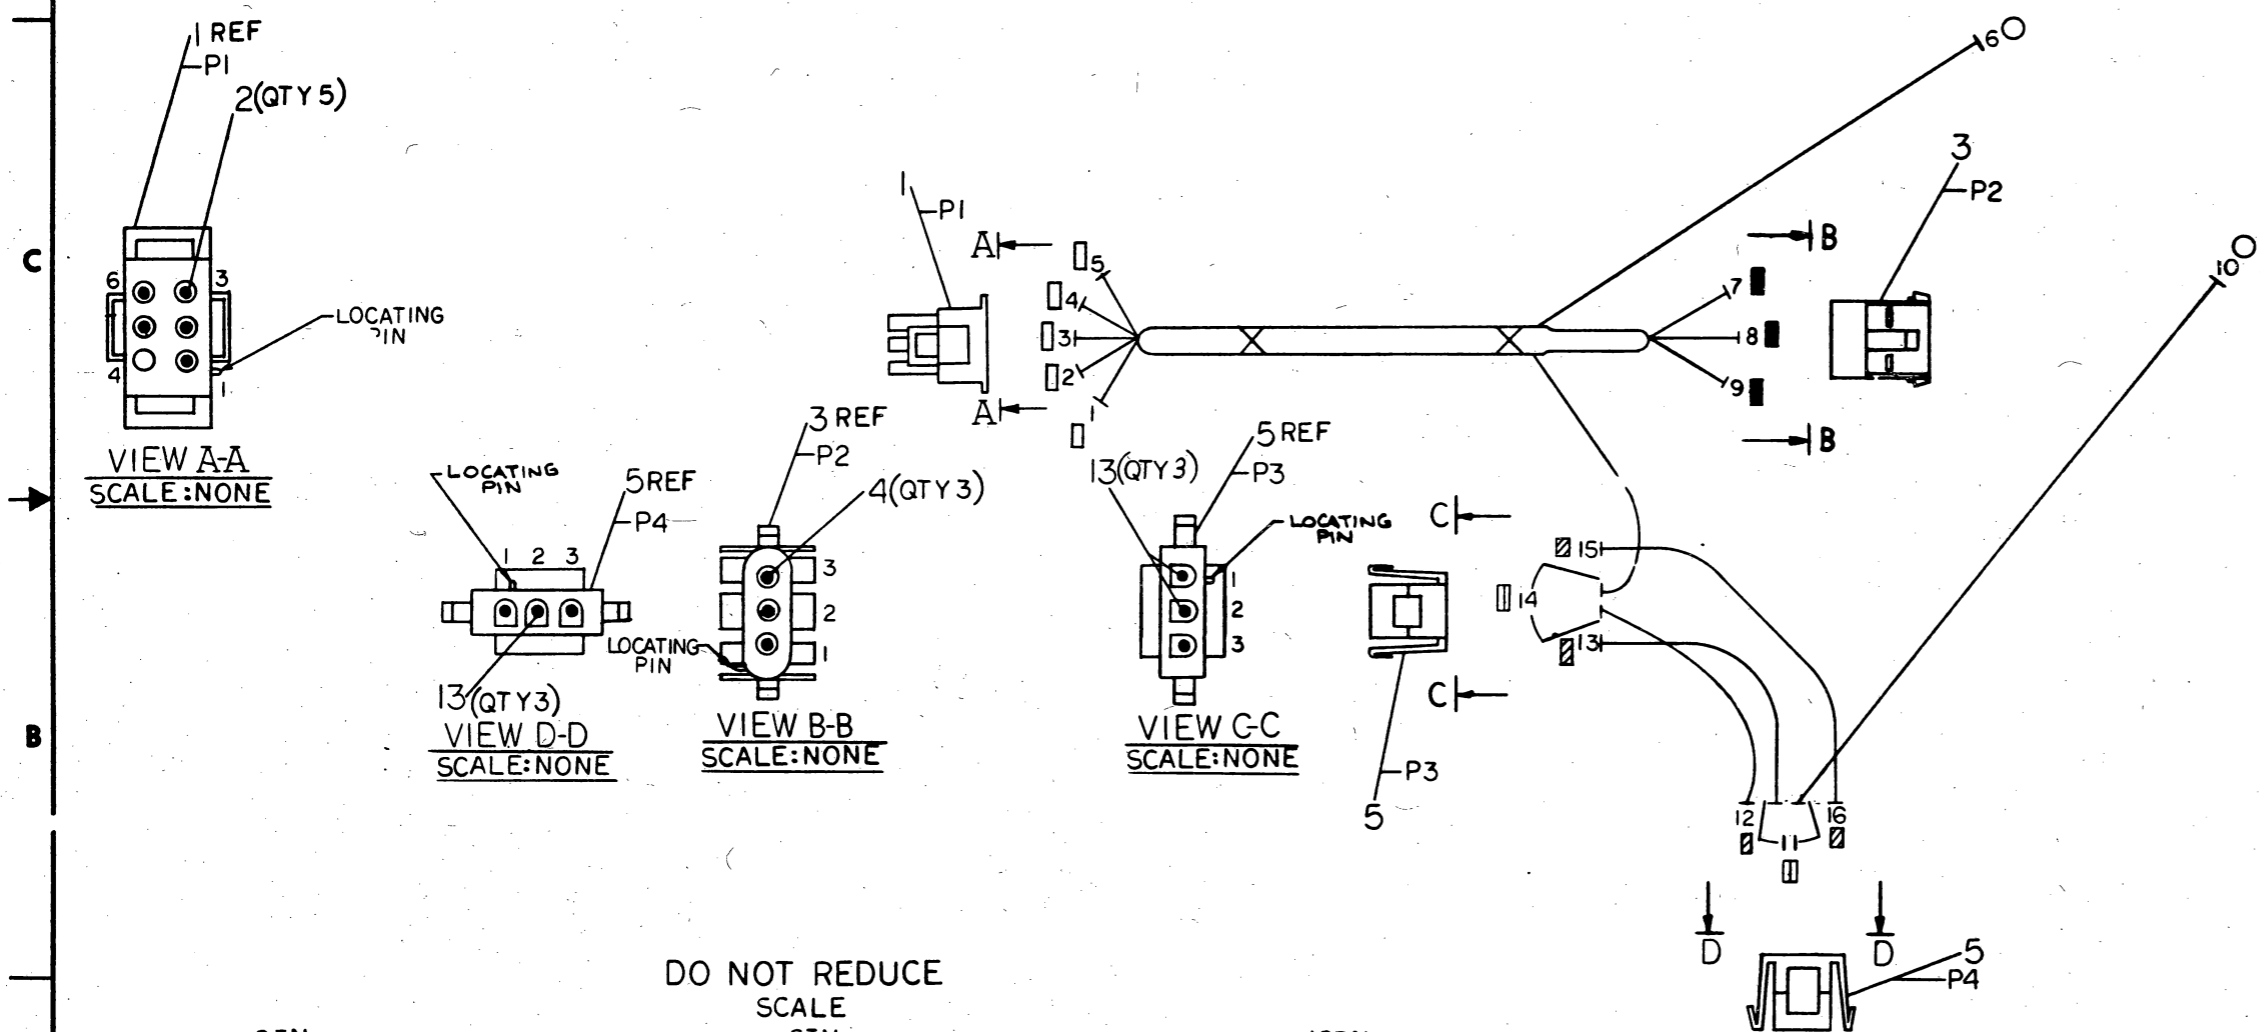 1 REF
P1
2(QTY 5)
C
6
3
4
1
LOCATING
PIN
VIEW A-A
SCALE:NONE
1
P1
A
A
5
4
3
2
1
6
7
8
9
B
B
3
P2
10
LOCATING
PIN
5REF
P4
1 2 3
13(QTY3)
VIEW D-D
SCALE:NONE
3 REF
P2
4(QTY3)
3
2
1
LOCATING
PIN
VIEW B-B
SCALE:NONE
5 REF
P3
13(QTY3)
LOCATING
PIN
1
2
3
VIEW C-C
SCALE:NONE
C
C
15
14
13
P3
5
12
11
16
D
D
5
P4
B
DO NOT REDUCE
SCALE